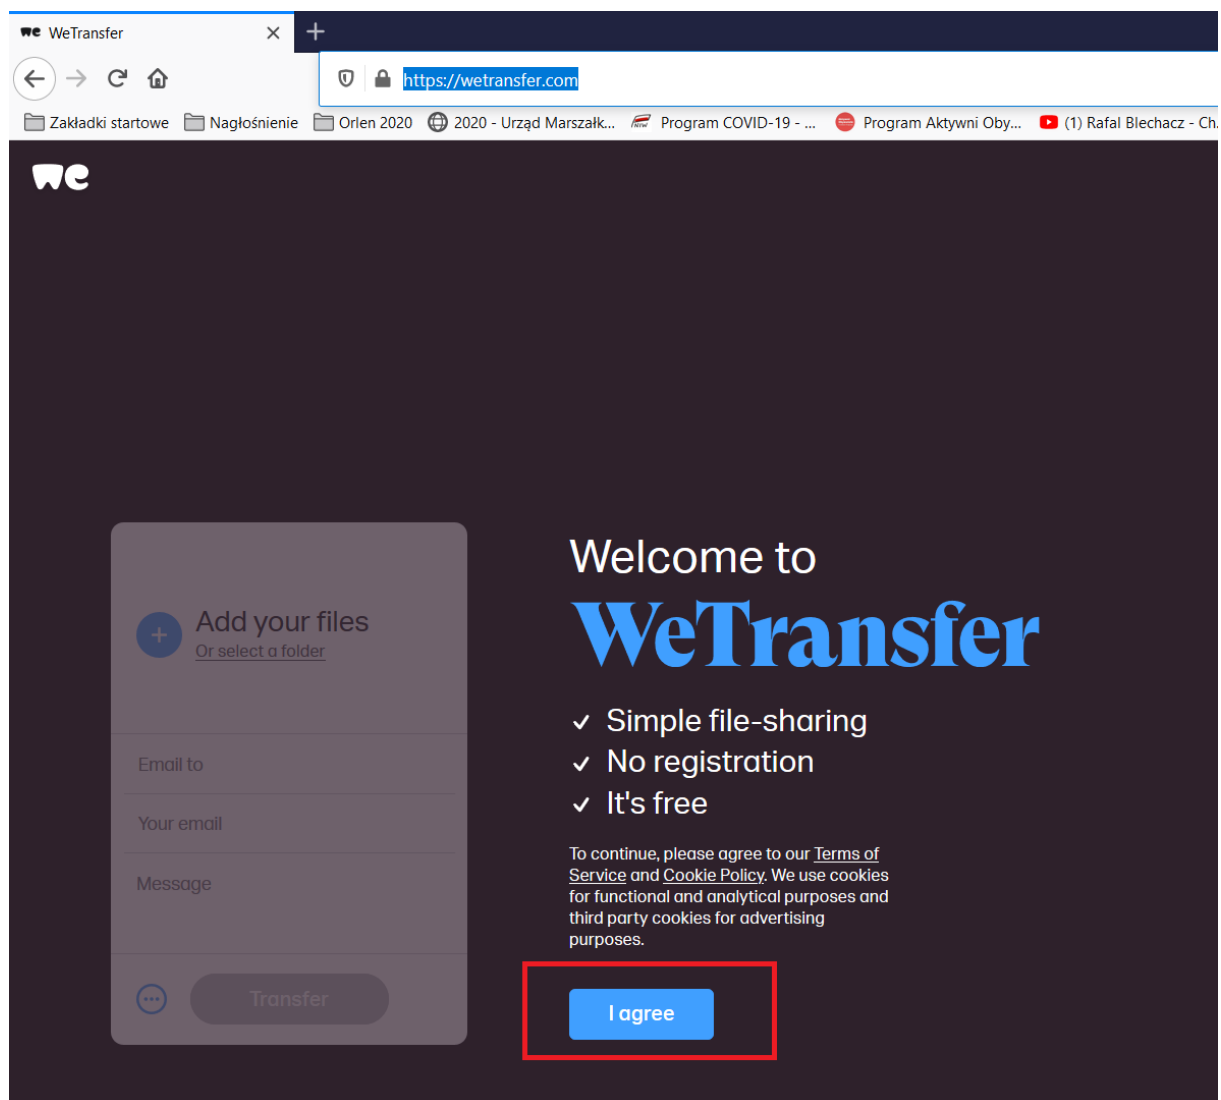 we WeTransfer
https://wetransfer.com
Zakładki startowe Nagłośnienie Orlen 2020 2020 - Urząd Marszałk... Program COVID-19 - ... Program Aktywni Oby... (1) Rafal Blechacz - Ch.
we
Welcome to
WeTransfer
Simple file-sharing
No registration
It's free
To continue, please agree to our Terms of
Service and Cookie Policy. We use cookies
for functional and analytical purposes and
third party cookies for advertising
purposes.
I agree
Add your files
Or select a folder
Email to
Your email
Message
Transfer